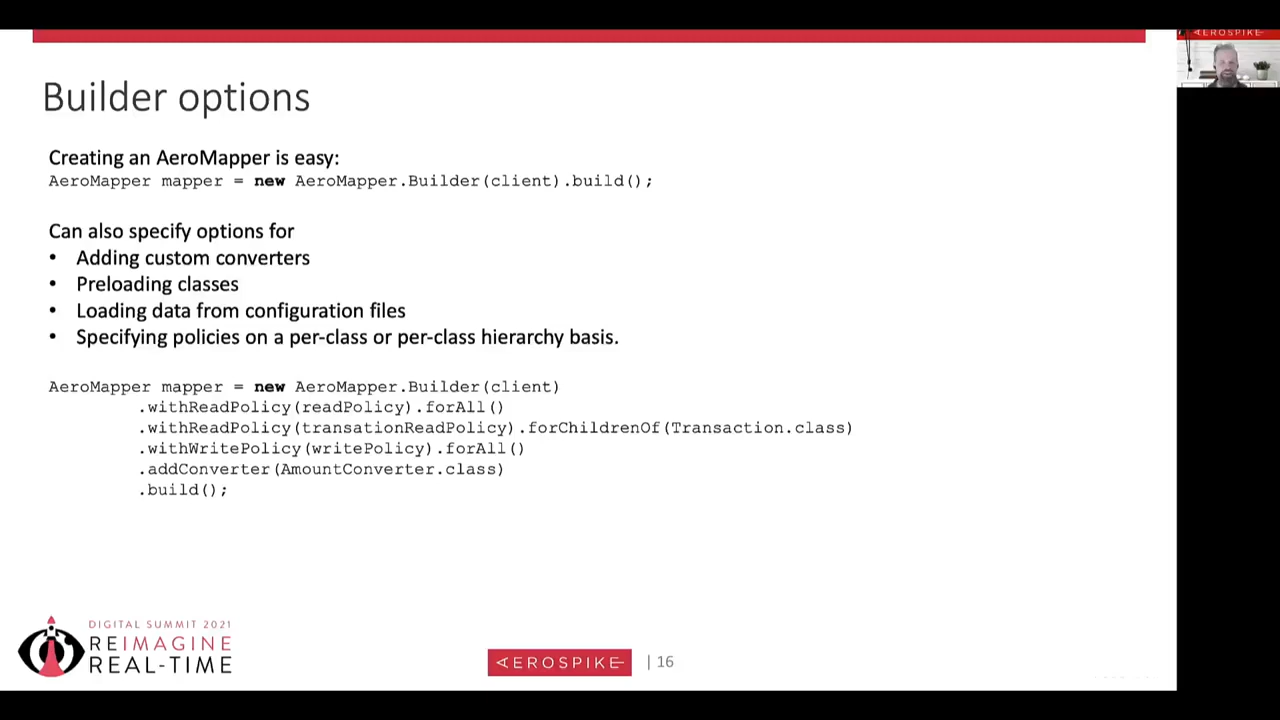 AEROSPIKE
Builder options
Creating an AeroMapper is easy:
AeroMapper mapper = new AeroMapper.Builder(client).build();
Can also specify options for
• Adding custom converters
• Preloading classes
• Loading data from configuration files
• Specifying policies on a per-class or per-class hierarchy basis.
AeroMapper mapper = new AeroMapper.Builder(client)
.withReadPolicy(readPolicy).forAll()
.withReadPolicy(transationReadPolicy).forChildrenOf(Transaction.class)
.withWritePolicy(writePolicy).forAll()
.addConverter(AmountConverter.class)
.build();
DIGITAL SUMMIT 2021
REIMAGINE
REAL-TIME
AEROSPIKE
| 16